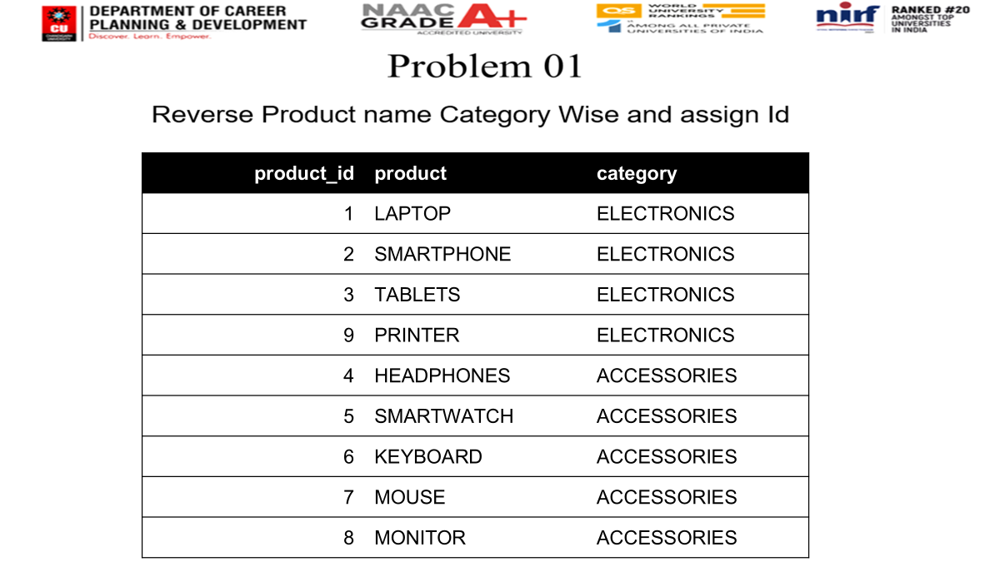 CU
CHANDIGARH UNIVERSITY
DEPARTMENT OF CAREER
PLANNING & DEVELOPMENT
Discover. Learn. Empower.
NAAC
GRADE A+
ACCREDITED UNIVERSITY
QS WORLD
UNIVERSITY
RANKINGS
1st AMONG ALL PRIVATE
UNIVERSITIES OF INDIA
nirf
RANKED #20
AMONGST TOP
UNIVERSITIES
IN INDIA
Problem 01
Reverse Product name Category Wise and assign Id
product_id product category
1 LAPTOP ELECTRONICS
2 SMARTPHONE ELECTRONICS
3 TABLETS ELECTRONICS
9 PRINTER ELECTRONICS
4 HEADPHONES ACCESSORIES
5 SMARTWATCH ACCESSORIES
6 KEYBOARD ACCESSORIES
7 MOUSE ACCESSORIES
8 MONITOR ACCESSORIES